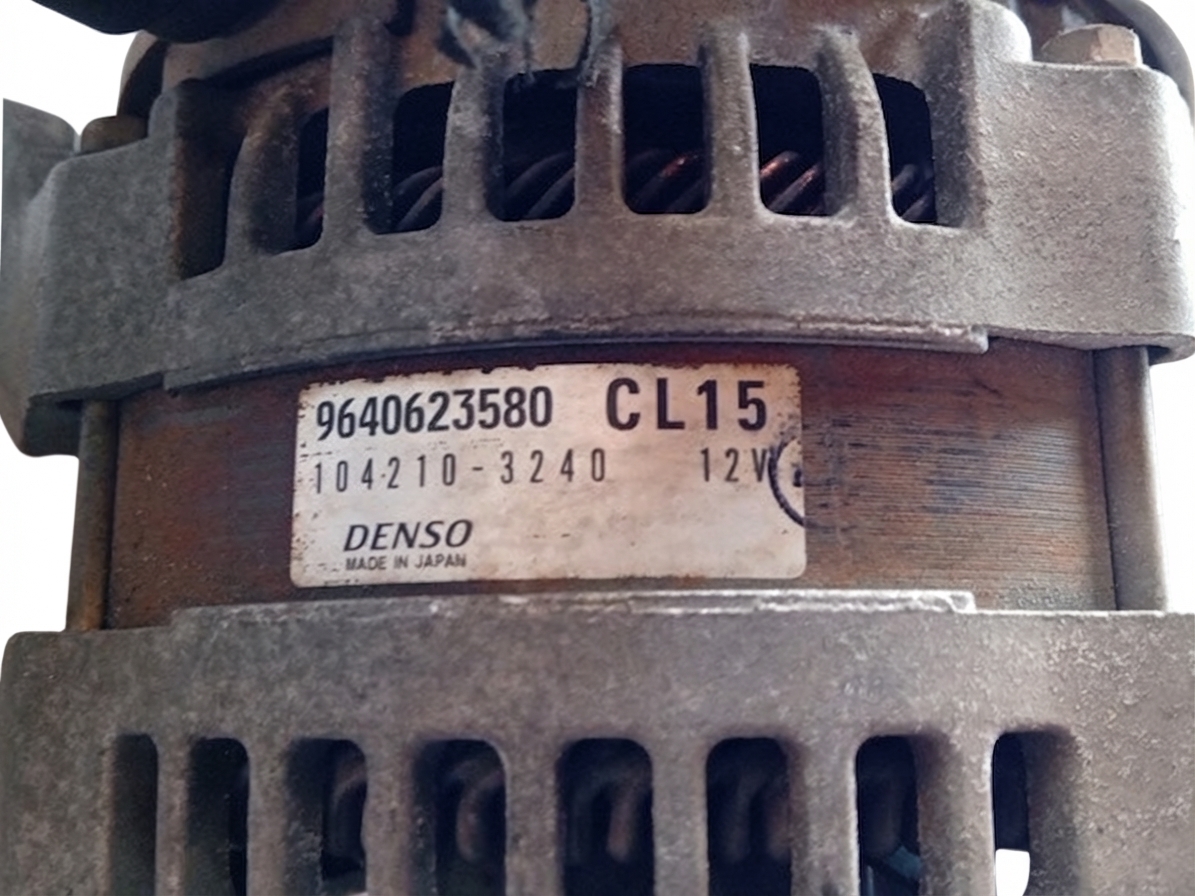 9640623580 CL15
104210-3240 12V
DENSO
MADE IN JAPAN